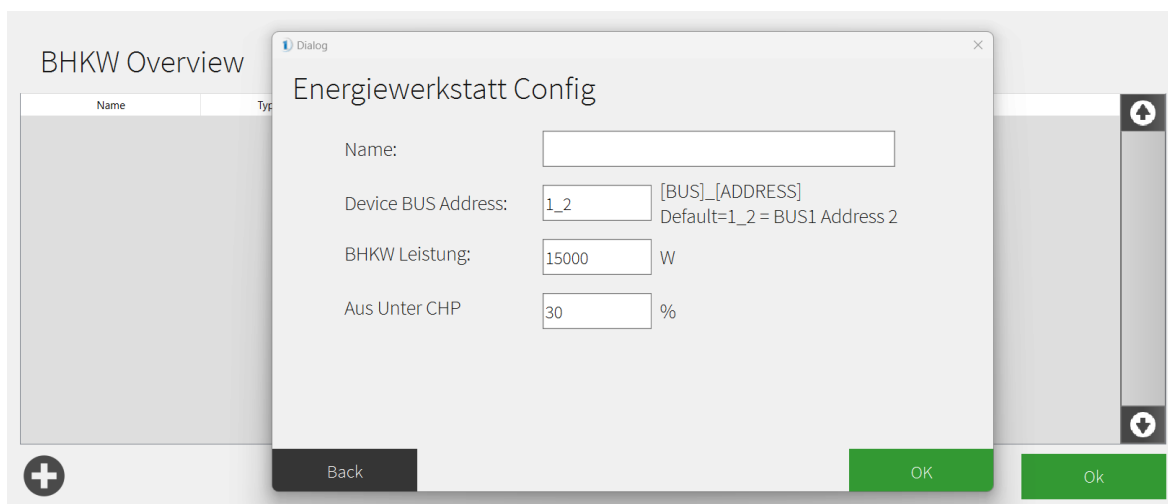 BHKW Overview
Name
Typ
Dialog
Energiewerkstatt Config
Name:
Device BUS Address:
1_2
[BUS]_[ADDRESS]
Default=1_2 = BUS1 Address 2
BHKW Leistung:
15000
W
Aus Unter CHP
30
%
Back
OK
Ok